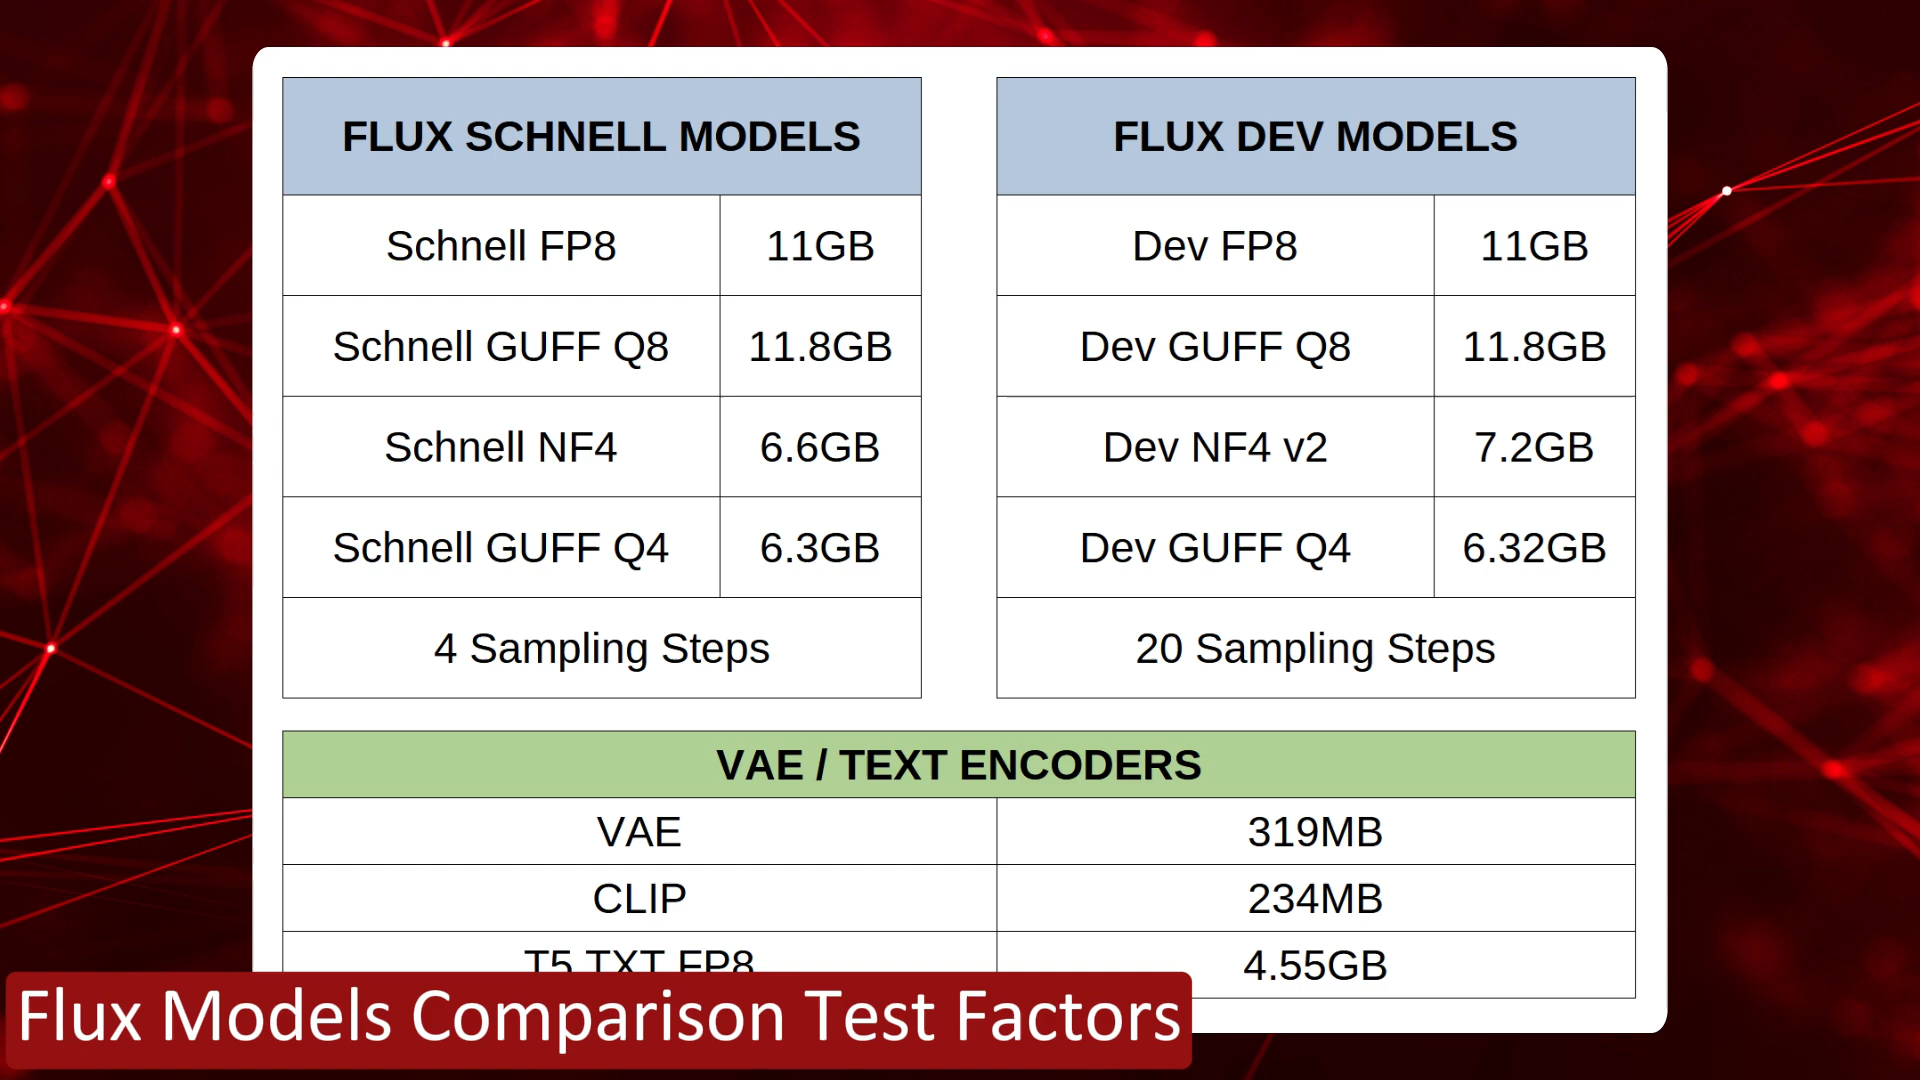 FLUX SCHNELL MODELS
Schnell FP8 11GB
Schnell GUFF Q8 11.8GB
Schnell NF4 6.6GB
Schnell GUFF Q4 6.3GB
4 Sampling Steps
FLUX DEV MODELS
Dev FP8 11GB
Dev GUFF Q8 11.8GB
Dev NF4 v2 7.2GB
Dev GUFF Q4 6.32GB
20 Sampling Steps
VAE / TEXT ENCODERS
VAE 319MB
CLIP 234MB
T5 TXT FP8 4.55GB
Flux Models Comparison Test Factors